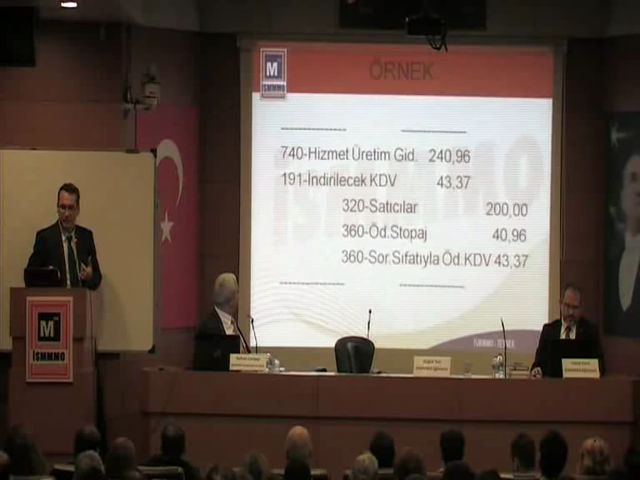 ÖRNEK
M
İSMMMO
740-Hizmet Üretim Gid. 240,96
191-İndirilecek KDV 43,37
320-Satıcılar 200,00
360-Öd.Stopaj 40,96
360-Sor Sıfatıyla Öd.KDV 43,37
M
İSMMMO